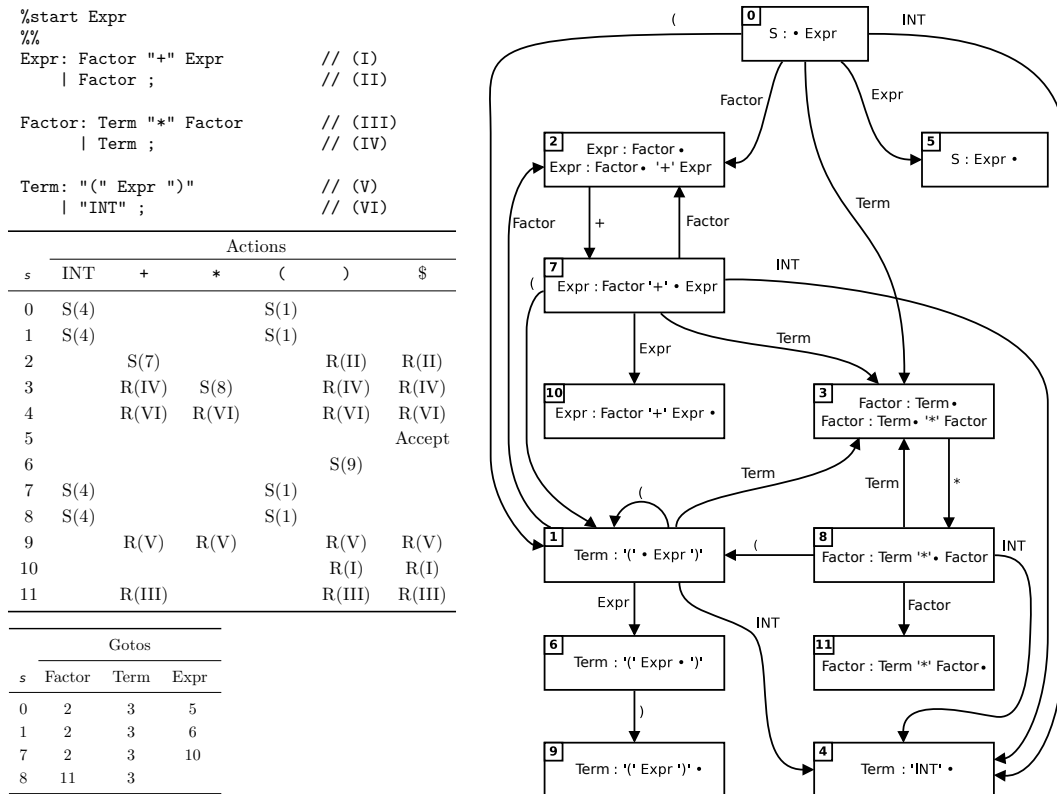 %start Expr
%%
Expr: Factor "+" Expr // (I)
| Factor ; // (II)
Factor: Term "*" Factor // (III)
| Term ; // (IV)
Term: "(" Expr ")" // (V)
| "INT" ; // (VI)
Actions
s INT + * ( ) $
0 S(4) S(1)
1 S(4) S(1)
2 S(7) R(II) R(II)
3 R(IV) S(8) R(IV) R(IV)
4 R(VI) R(VI) R(VI) R(VI)
5 Accept
6 S(9)
7 S(4) S(1)
8 S(4) S(1)
9 R(V) R(V) R(V) R(V)
10 R(I) R(I)
11 R(III) R(III) R(III)
Gotos
s Factor Term Expr
0 2 3 5
1 2 3 6
7 2 3 10
8 11 3
0
S : • Expr
(
INT
Factor
Expr
Term
2
Expr : Factor •
Expr : Factor • '+' Expr
5
S : Expr •
Factor
+
Factor
7
Expr : Factor '+' • Expr
(
INT
Expr
Term
10
Expr : Factor '+' Expr •
3
Factor : Term •
Factor : Term • '*' Factor
Term
Term
*
(
1
Term : '(' • Expr ')'
(
8
Factor : Term '*' • Factor
INT
Expr
INT
Factor
6
Term : '(' Expr • ')'
11
Factor : Term '*' Factor •
)
9
Term : '(' Expr ')' •
4
Term : 'INT' •